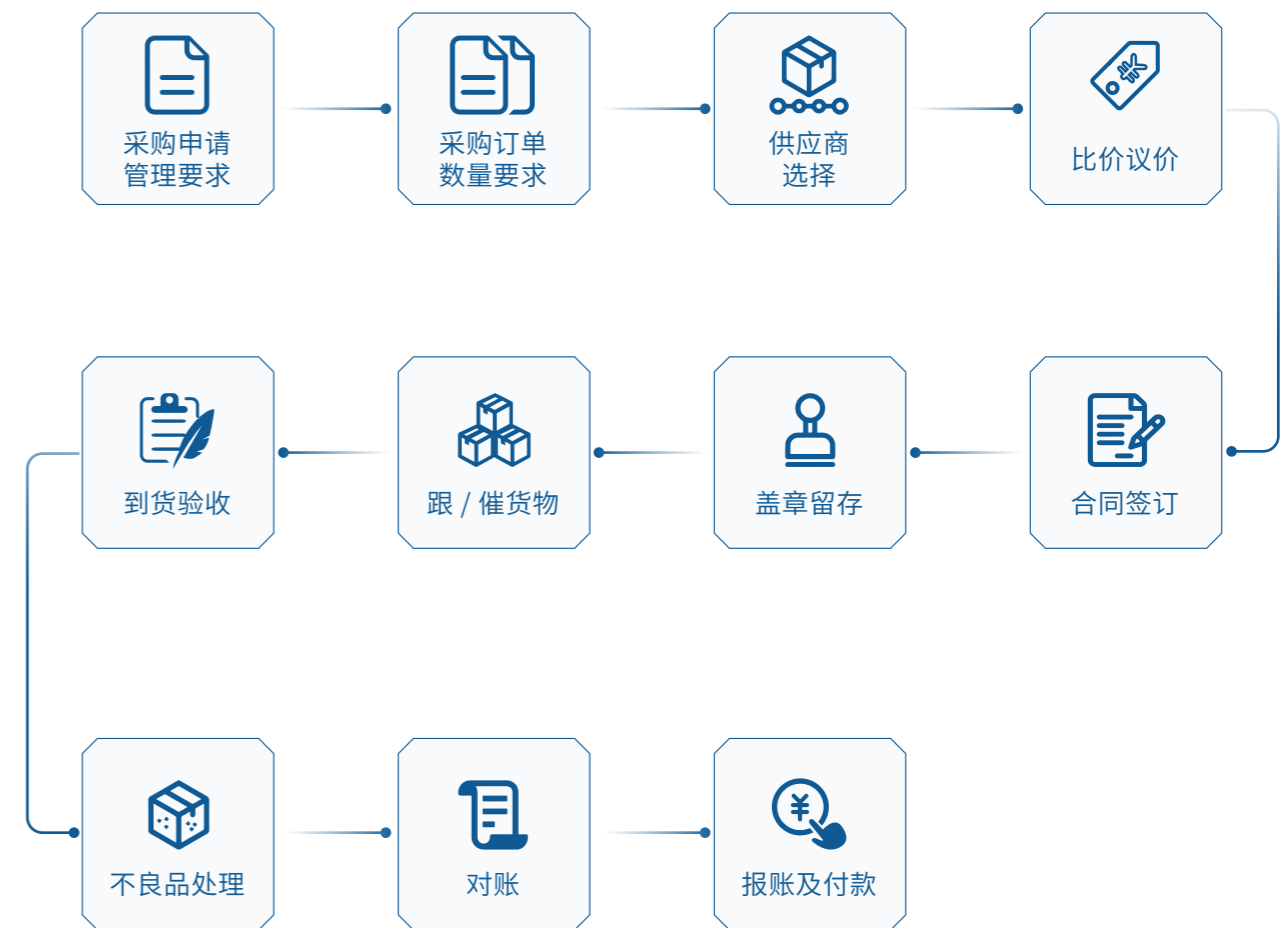 采购申请
管理要求
采购订单
数量要求
供应商
选择
比价议价
到货验收
跟 / 催货物
盖章留存
合同签订
不良品处理
对账
报账及付款